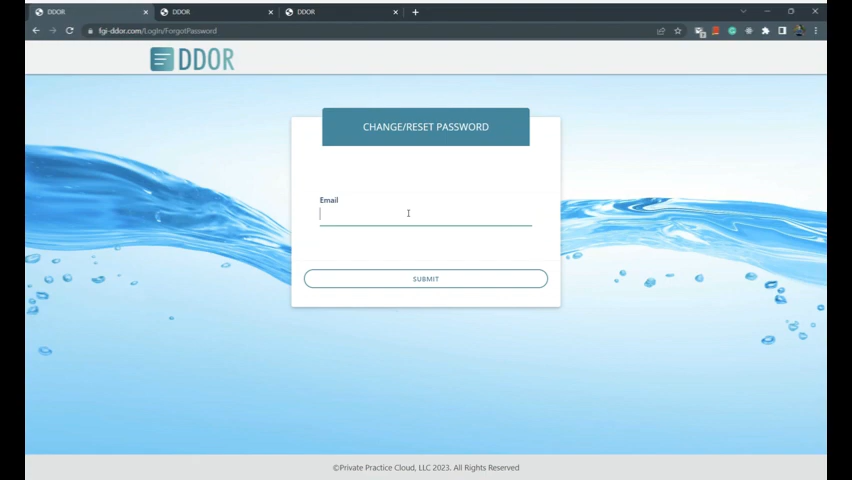 DDOR
DDOR
DDOR
fgi-ddor.com/LogIn/ForgotPassword
DDOR
CHANGE/RESET PASSWORD
Email
SUBMIT
©Private Practice Cloud, LLC 2023. All Rights Reserved